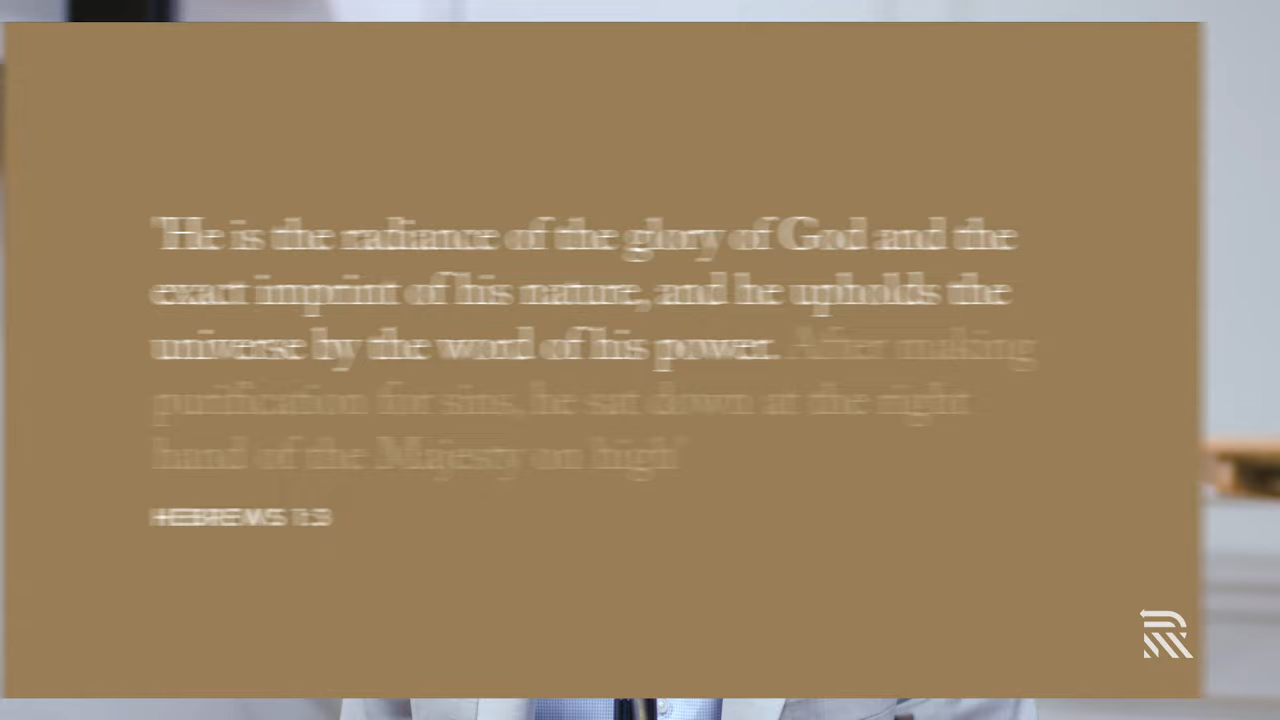 'He is the radiance of the glory of God and the
exact imprint of his nature, and he upholds the
universe by the word of his power. After making
purification for sins, he sat down at the right
hand of the Majesty on high'
HEBREWS 1:3